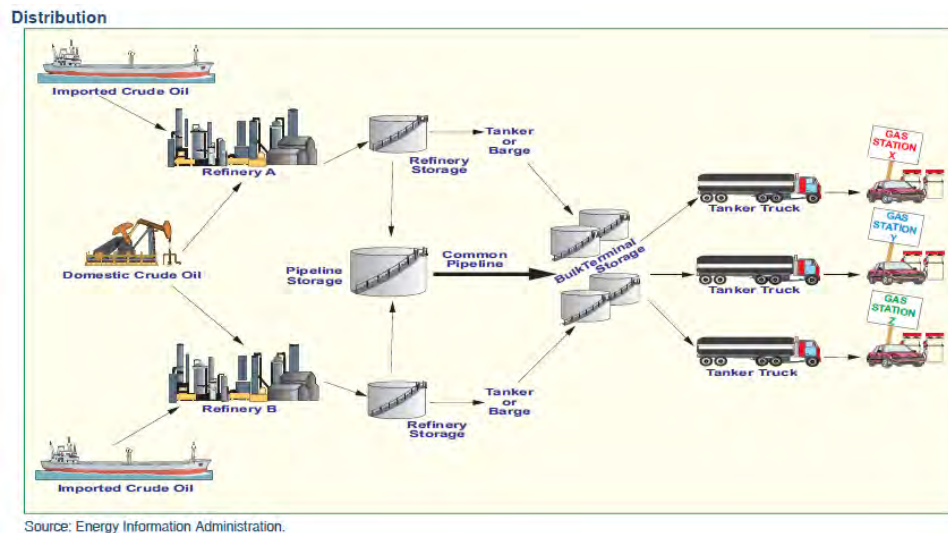 Distribution
Imported Crude Oil
Refinery A
Refinery
Storage
Tanker
or
Barge
GAS
STATION
X
Tanker Truck
Domestic Crude Oil
Pipeline
Storage
Common
Pipeline
BulkTerminal
Storage
GAS
STATION
Y
Tanker Truck
GAS
STATION
Z
Tanker Truck
Refinery B
Refinery
Storage
Tanker
or
Barge
Imported Crude Oil
Source: Energy Information Administration.